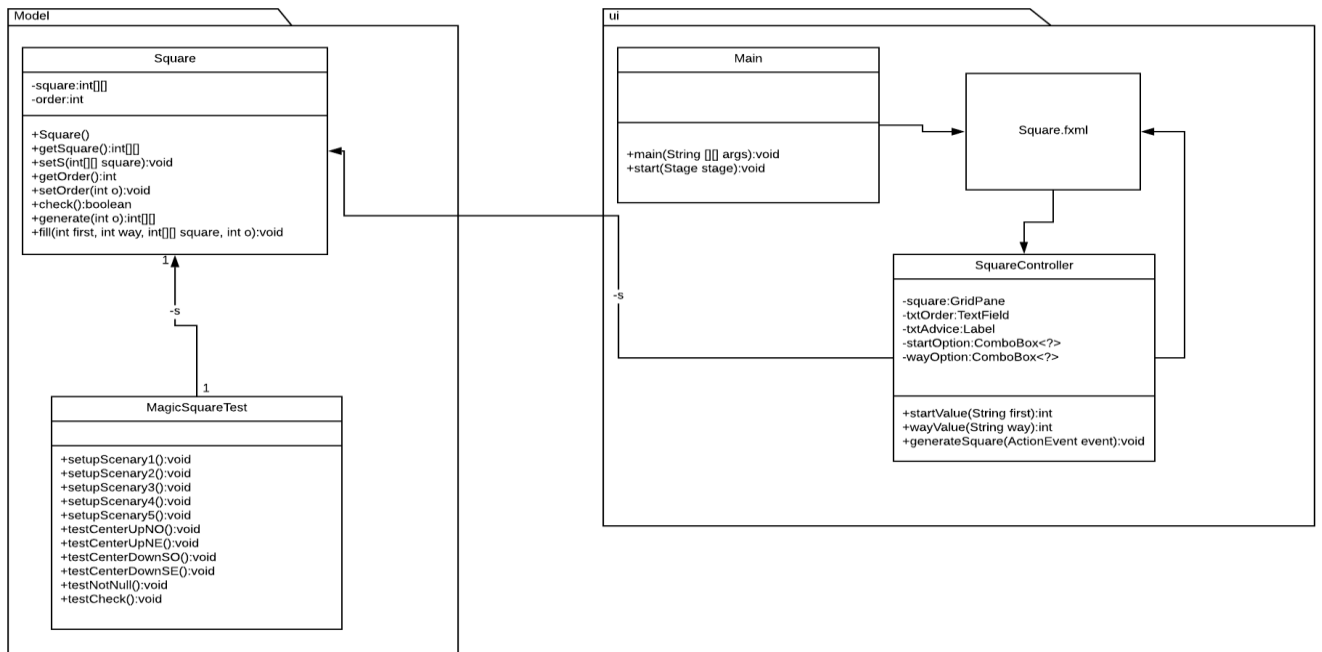 Model
Square
-square:int[][]
-order:int
+Square()
+getSquare():int[][]
+setS(int[][] square):void
+getOrder():int
+setOrder(int o):void
+check():boolean
+generate(int o):int[][]
+fill(int first, int way, int[][] square, int o):void
1
-s
1
MagicSquareTest
+setupScenary1():void
+setupScenary2():void
+setupScenary3():void
+setupScenary4():void
+setupScenary5():void
+testCenterUpNO():void
+testCenterUpNE():void
+testCenterDownSO():void
+testCenterDownSE():void
+testNotNull():void
+testCheck():void
ui
Main
+main(String [][] args):void
+start(Stage stage):void
Square.fxml
-s
SquareController
-square:GridPane
-txtOrder:TextField
-txtAdvice:Label
-startOption:ComboBox<?>
-wayOption:ComboBox<?>
+startValue(String first):int
+wayValue(String way):int
+generateSquare(ActionEvent event):void